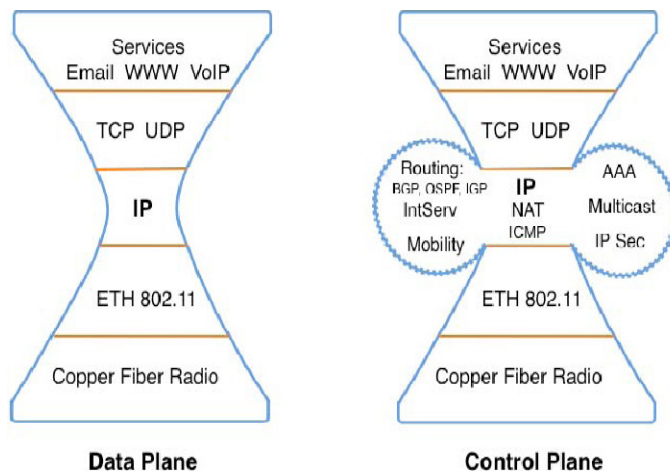 Services
Email WWW VoIP
TCP UDP
IP
ETH 802.11
Copper Fiber Radio
Data Plane
Services
Email WWW VoIP
TCP UDP
Routing:
BGP, OSPF, IGP
IntServ
Mobility
IP
NAT
ICMP
AAA
Multicast
IP Sec
ETH 802.11
Copper Fiber Radio
Control Plane